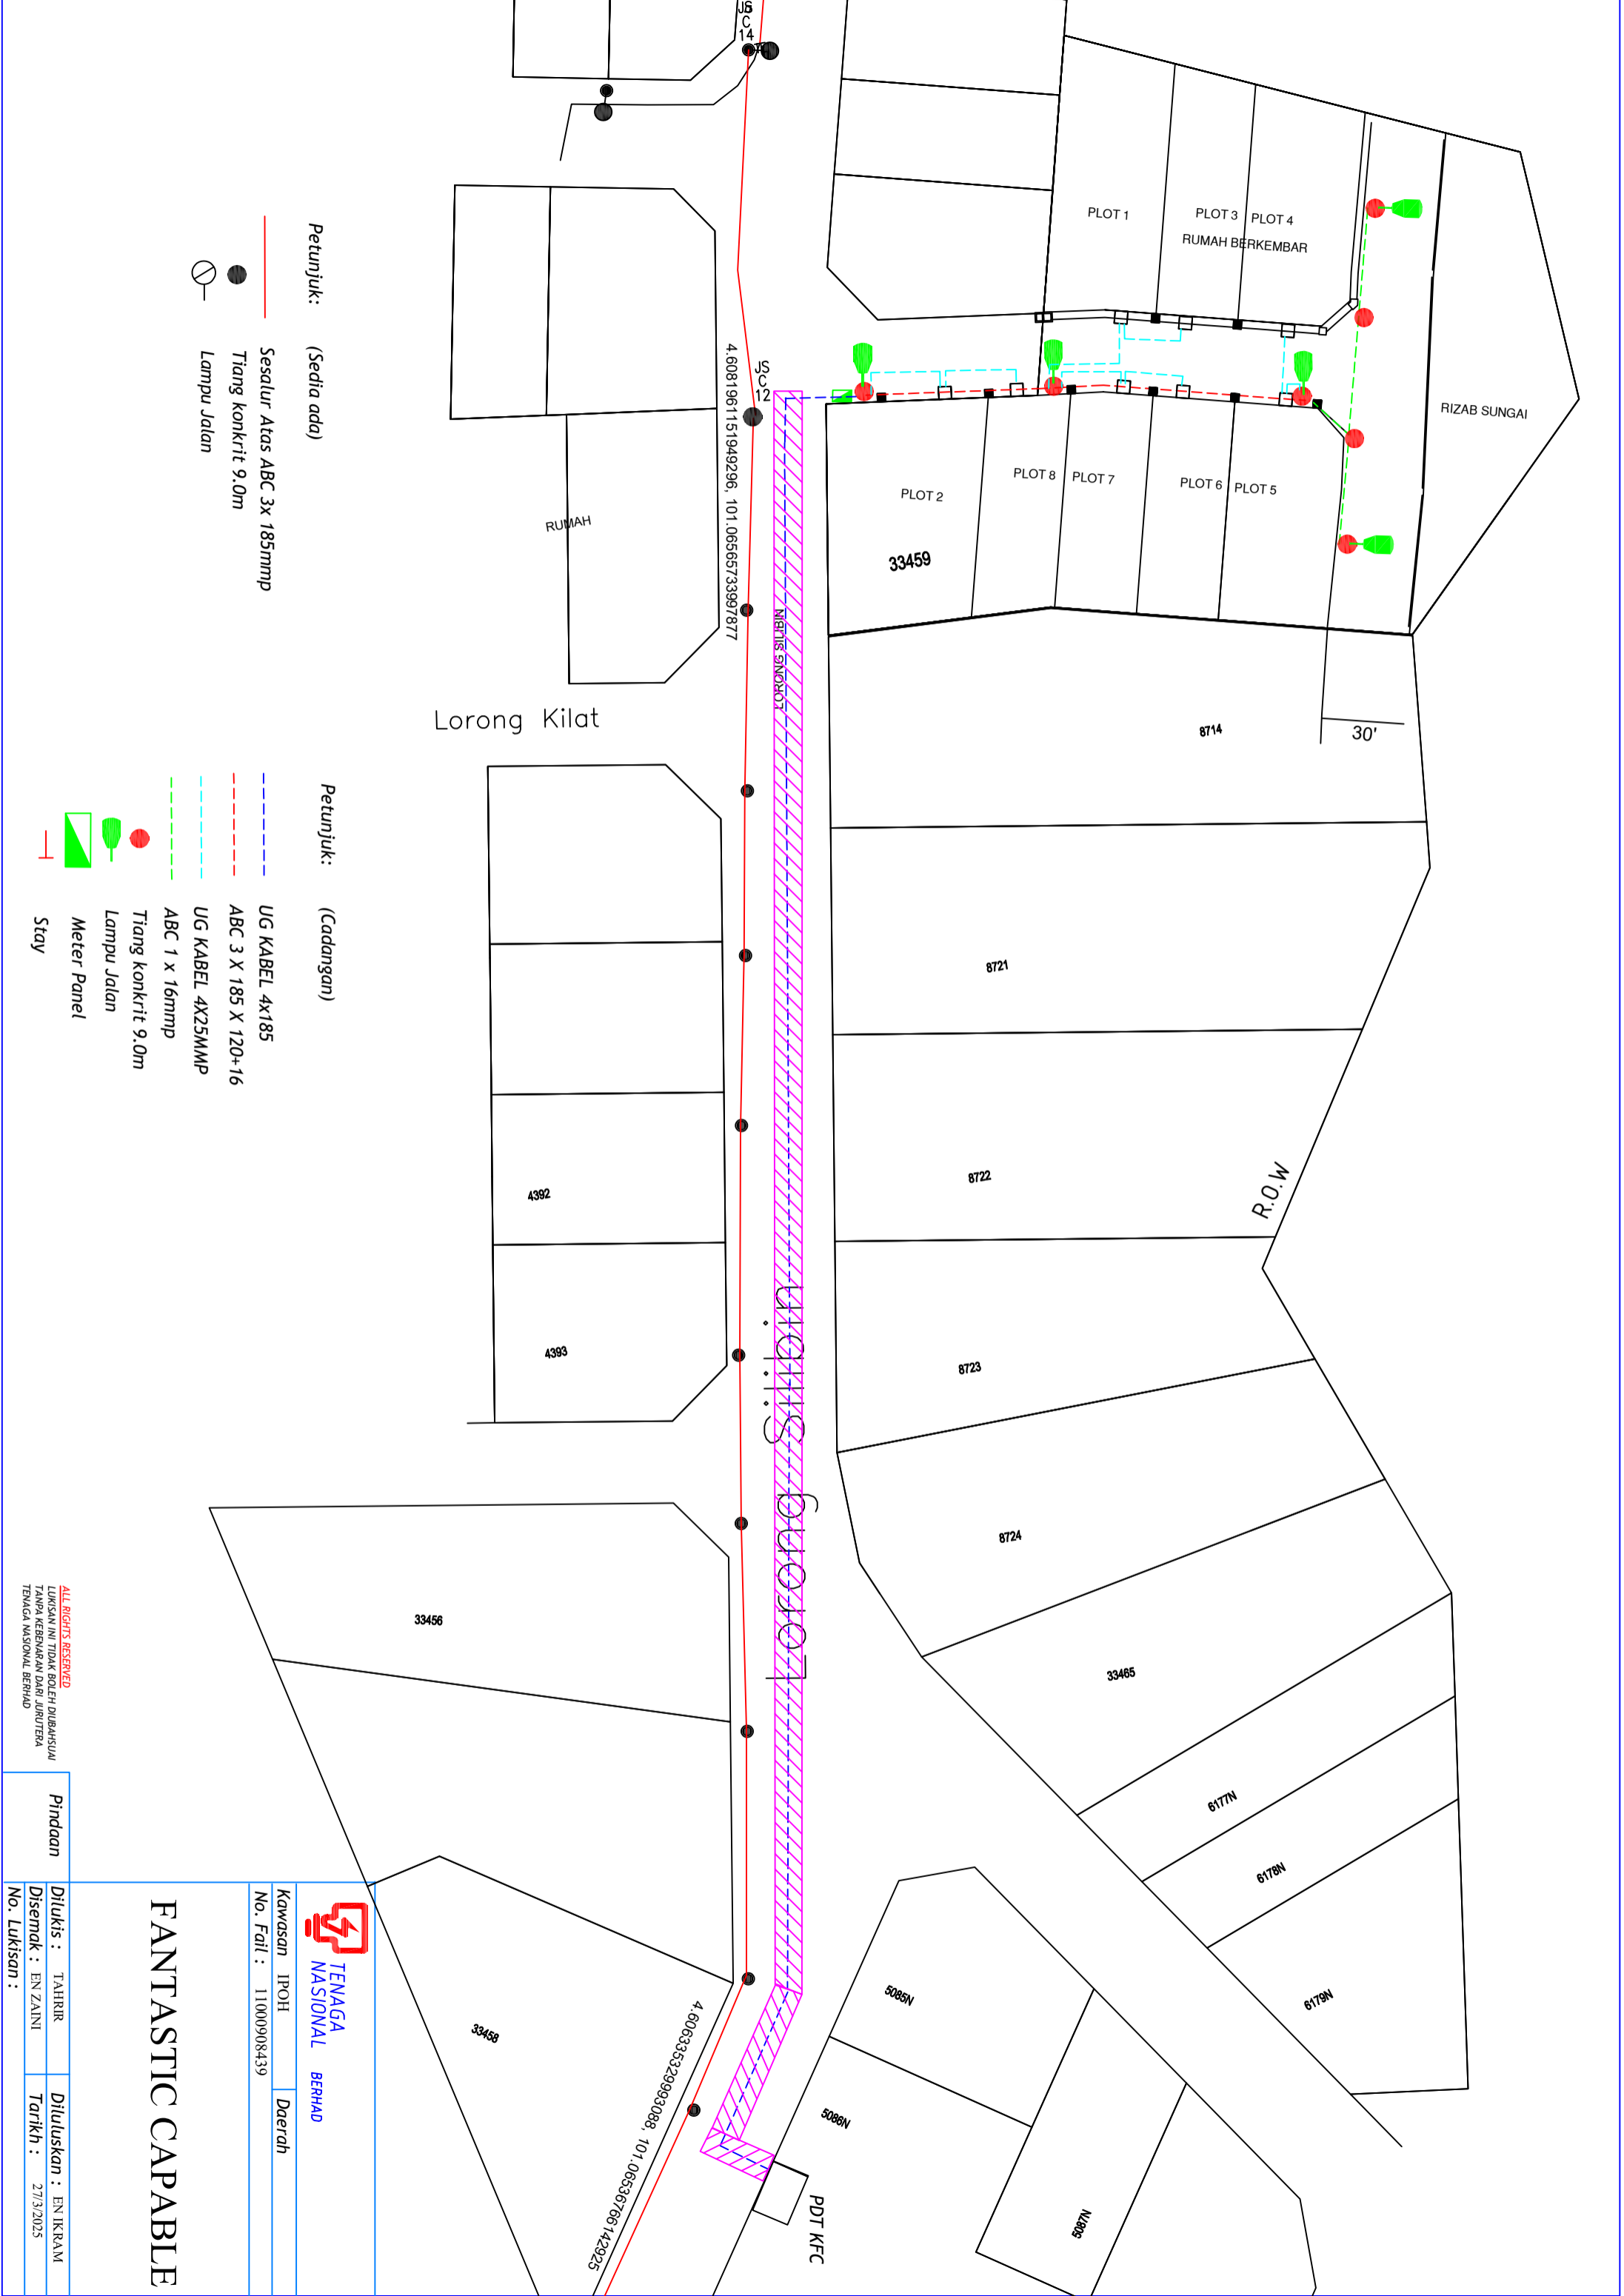 JS
C
14
PLOT 1
PLOT 3
PLOT 4
RUMAH BERKEMBAR
RIZAB SUNGAI
JS
C
12
4.6081961151949296, 101.0656573399787​7
LORONG SILIBIN
PLOT 2
PLOT 8
PLOT 7
PLOT 6
PLOT 5
33459
RUMAH
Lorong Kilat
30'
8714
8721
8722
R.O.W
8723
8724
33465
6177N
6178N
6179N
4392
4393
Lorong Silibin
33456
33458
5085N
5086N
5087N
PDT KFC
4.606335329993088, 101.06536766142925
Petunjuk: (Sedia ada)
Sesalur Atas ABC 3x 185mmp
Tiang konkrit 9.0m
Lampu Jalan
Petunjuk: (Cadangan)
UG KABEL 4x185
ABC 3 X 185 X 120+16
UG KABEL 4X25MMP
ABC 1 x 16mmp
Tiang konkrit 9.0m
Lampu Jalan
Meter Panel
Stay
ALL RIGHTS RESERVED
LUKISAN INI TIDAK BOLEH DIUBAHSUAI
TANPA KEBENARAN DARI JURUTERA
TENAGA NASIONAL BERHAD
TENAGA
NASIONAL BERHAD
Kawasan IPOH Daerah
No. Fail : 11000908439
FANTASTIC CAPABLE
Pindaan
Dilukis : TAHRIR Diluluskan : EN IKRAM
Disemak : EN ZAINI Tarikh : 27/3/2025
No. Lukisan :